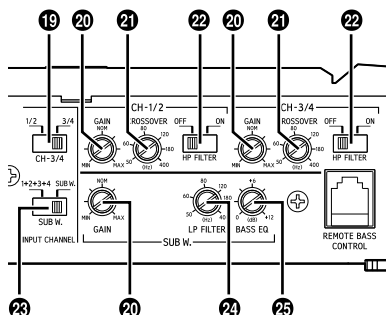 19 20 21 22 20 21 22
CH-1/2 CH-3/4
1/2 3/4
CH-3/4
GAIN
NOM
MIN MAX
CROSSOVER
80
60 120
180
50 (Hz) 400
OFF ON
HP FILTER
GAIN
NOM
MIN MAX
CROSSOVER
80
60 120
180
50 (Hz) 400
OFF ON
HP FILTER
1+2+3+4 SUB W.
SUB W.
INPUT CHANNEL
NOM
MIN MAX
GAIN
80
60 120
180
50 (Hz) 400
LP FILTER
+6
0 (dB) +12
BASS EQ
SUB W.
REMOTE BASS
CONTROL
23 20 24 25